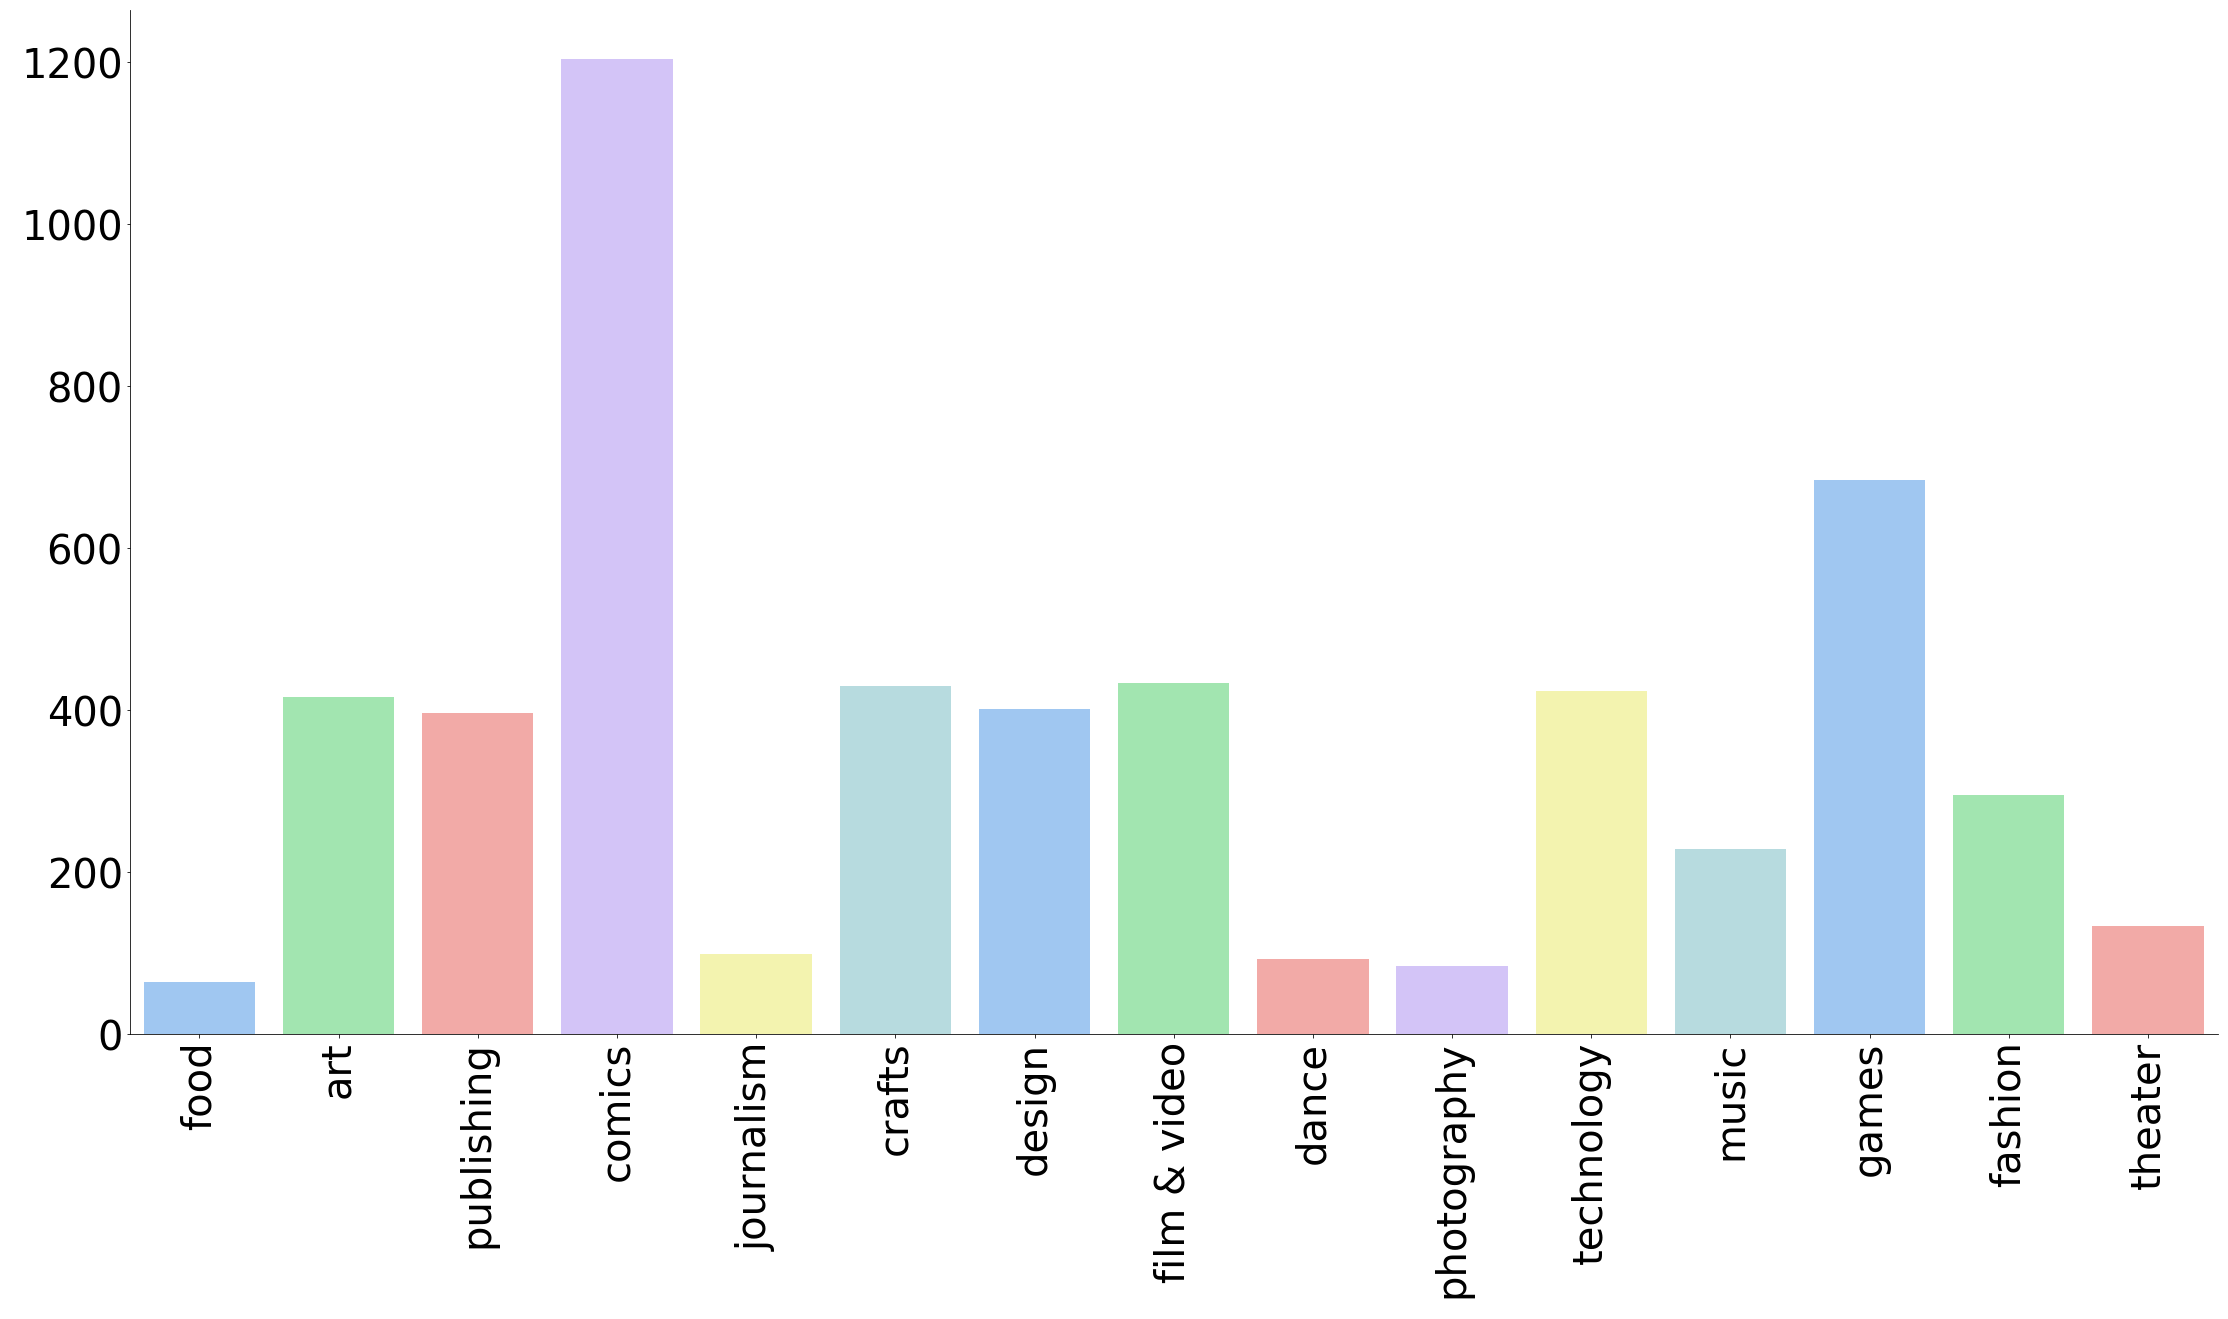 1200
1000
800
600
400
200
0
food
art
publishing
comics
journalism
crafts
design
film & video
dance
photography
technology
music
games
fashion
theater